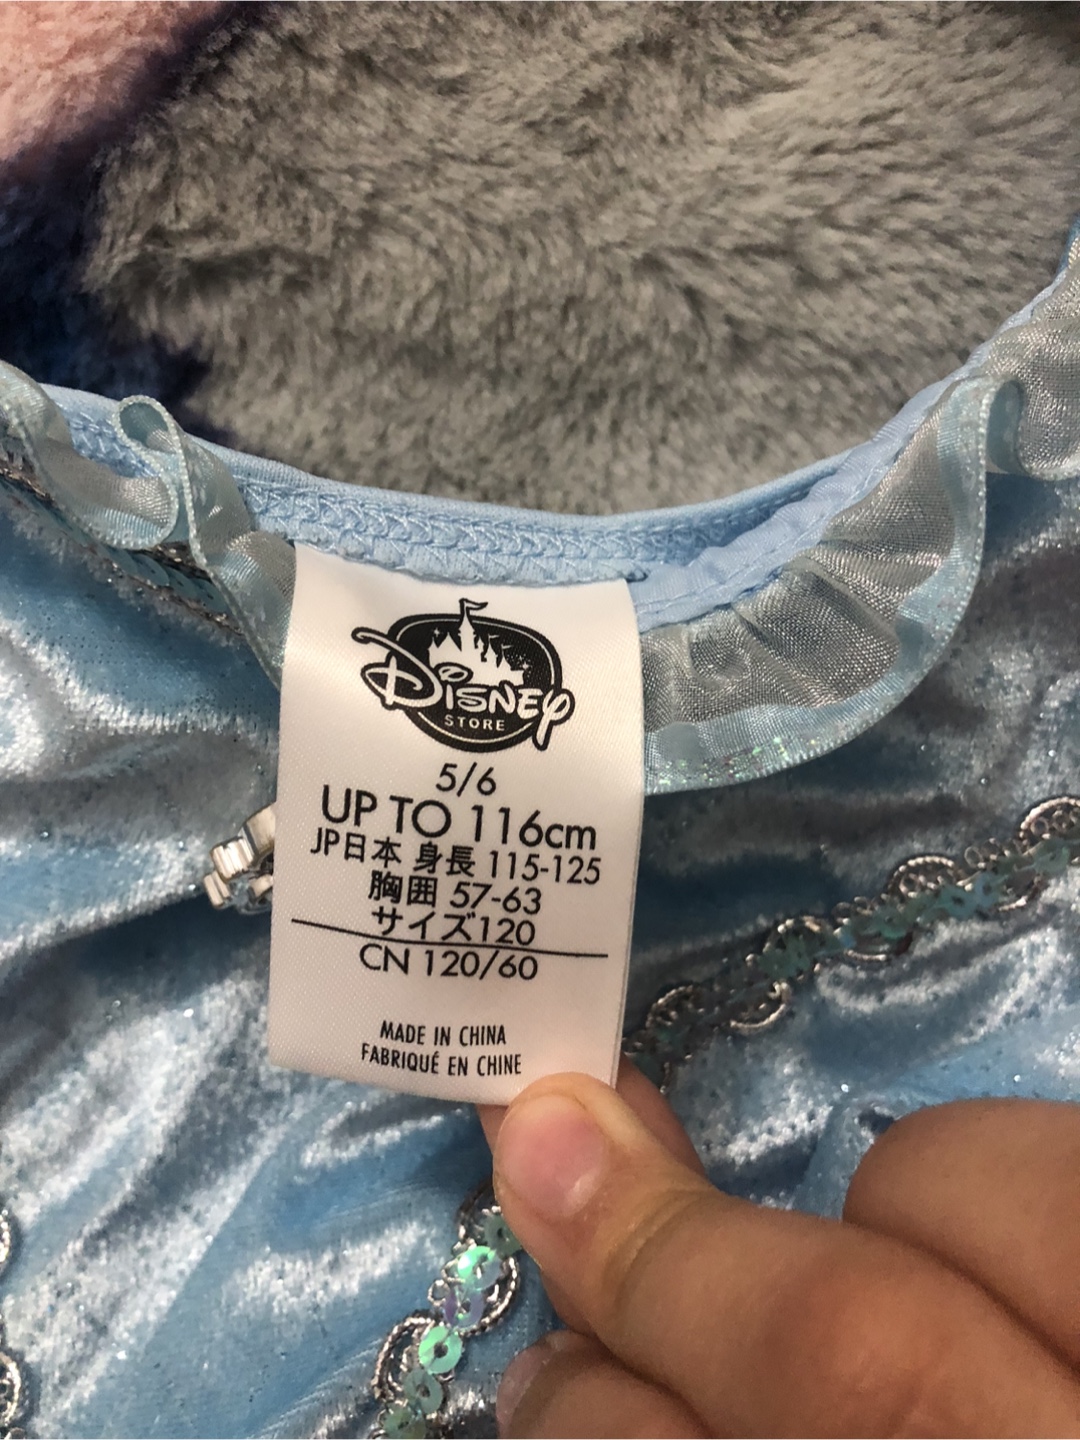 DISNEY
STORE
5/6
UP TO 116cm
JP日本 身長 115-125
胸囲 57-63
サイズ120
CN 120/60
MADE IN CHINA
FABRIQUÉ EN CHINE